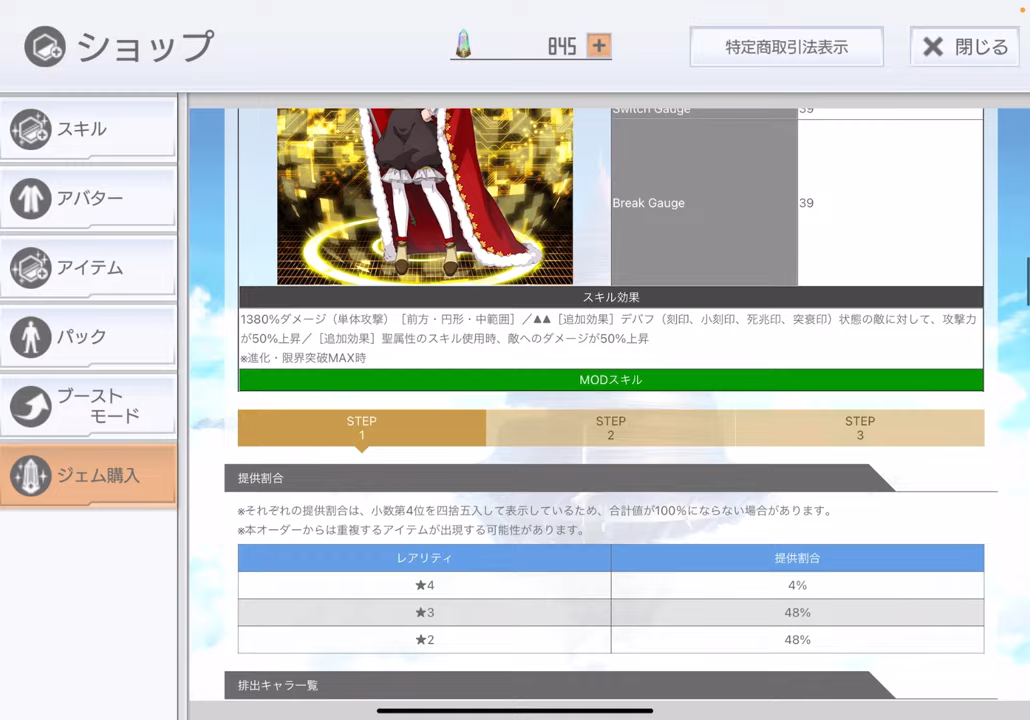 ショップ
845
特定商取引法表示
閉じる
スキル
アバター
アイテム
パック
ブースト
モード
ジェム購入
Switch Gauge 39
Break Gauge 39
スキル効果
1380%ダメージ（単体攻撃）［前方・円形・中範囲］／▲▲［追加効果］デバフ（刻印、小刻印、死兆印、突衰印）状態の敵に対して、攻撃力
が50%上昇／［追加効果］聖属性のスキル使用時、敵へのダメージが50%上昇
※進化・限界突破MAX時
MODスキル
STEP
1
STEP
2
STEP
3
提供割合
※それぞれの提供割合は、小数第4位を四捨五入して表示しているため、合計値が100%にならない場合があります。
※本オーダーからは重複するアイテムが出現する可能性があります。
レアリティ 提供割合
★4 4%
★3 48%
★2 48%
排出キャラ一覧